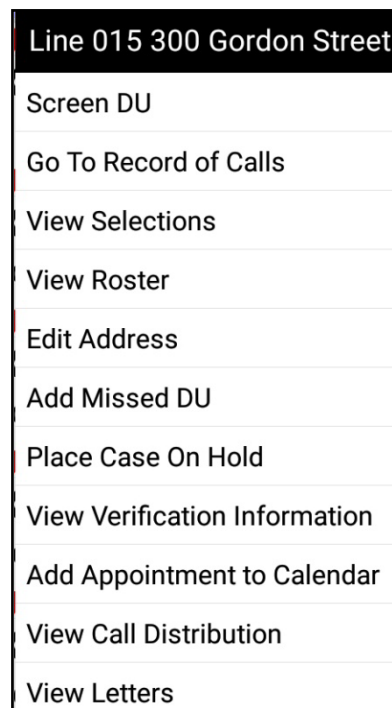 Line 015 300 Gordon Street
Screen DU
Go To Record of Calls
View Selections
View Roster
Edit Address
Add Missed DU
Place Case On Hold
View Verification Information
Add Appointment to Calendar
View Call Distribution
View Letters